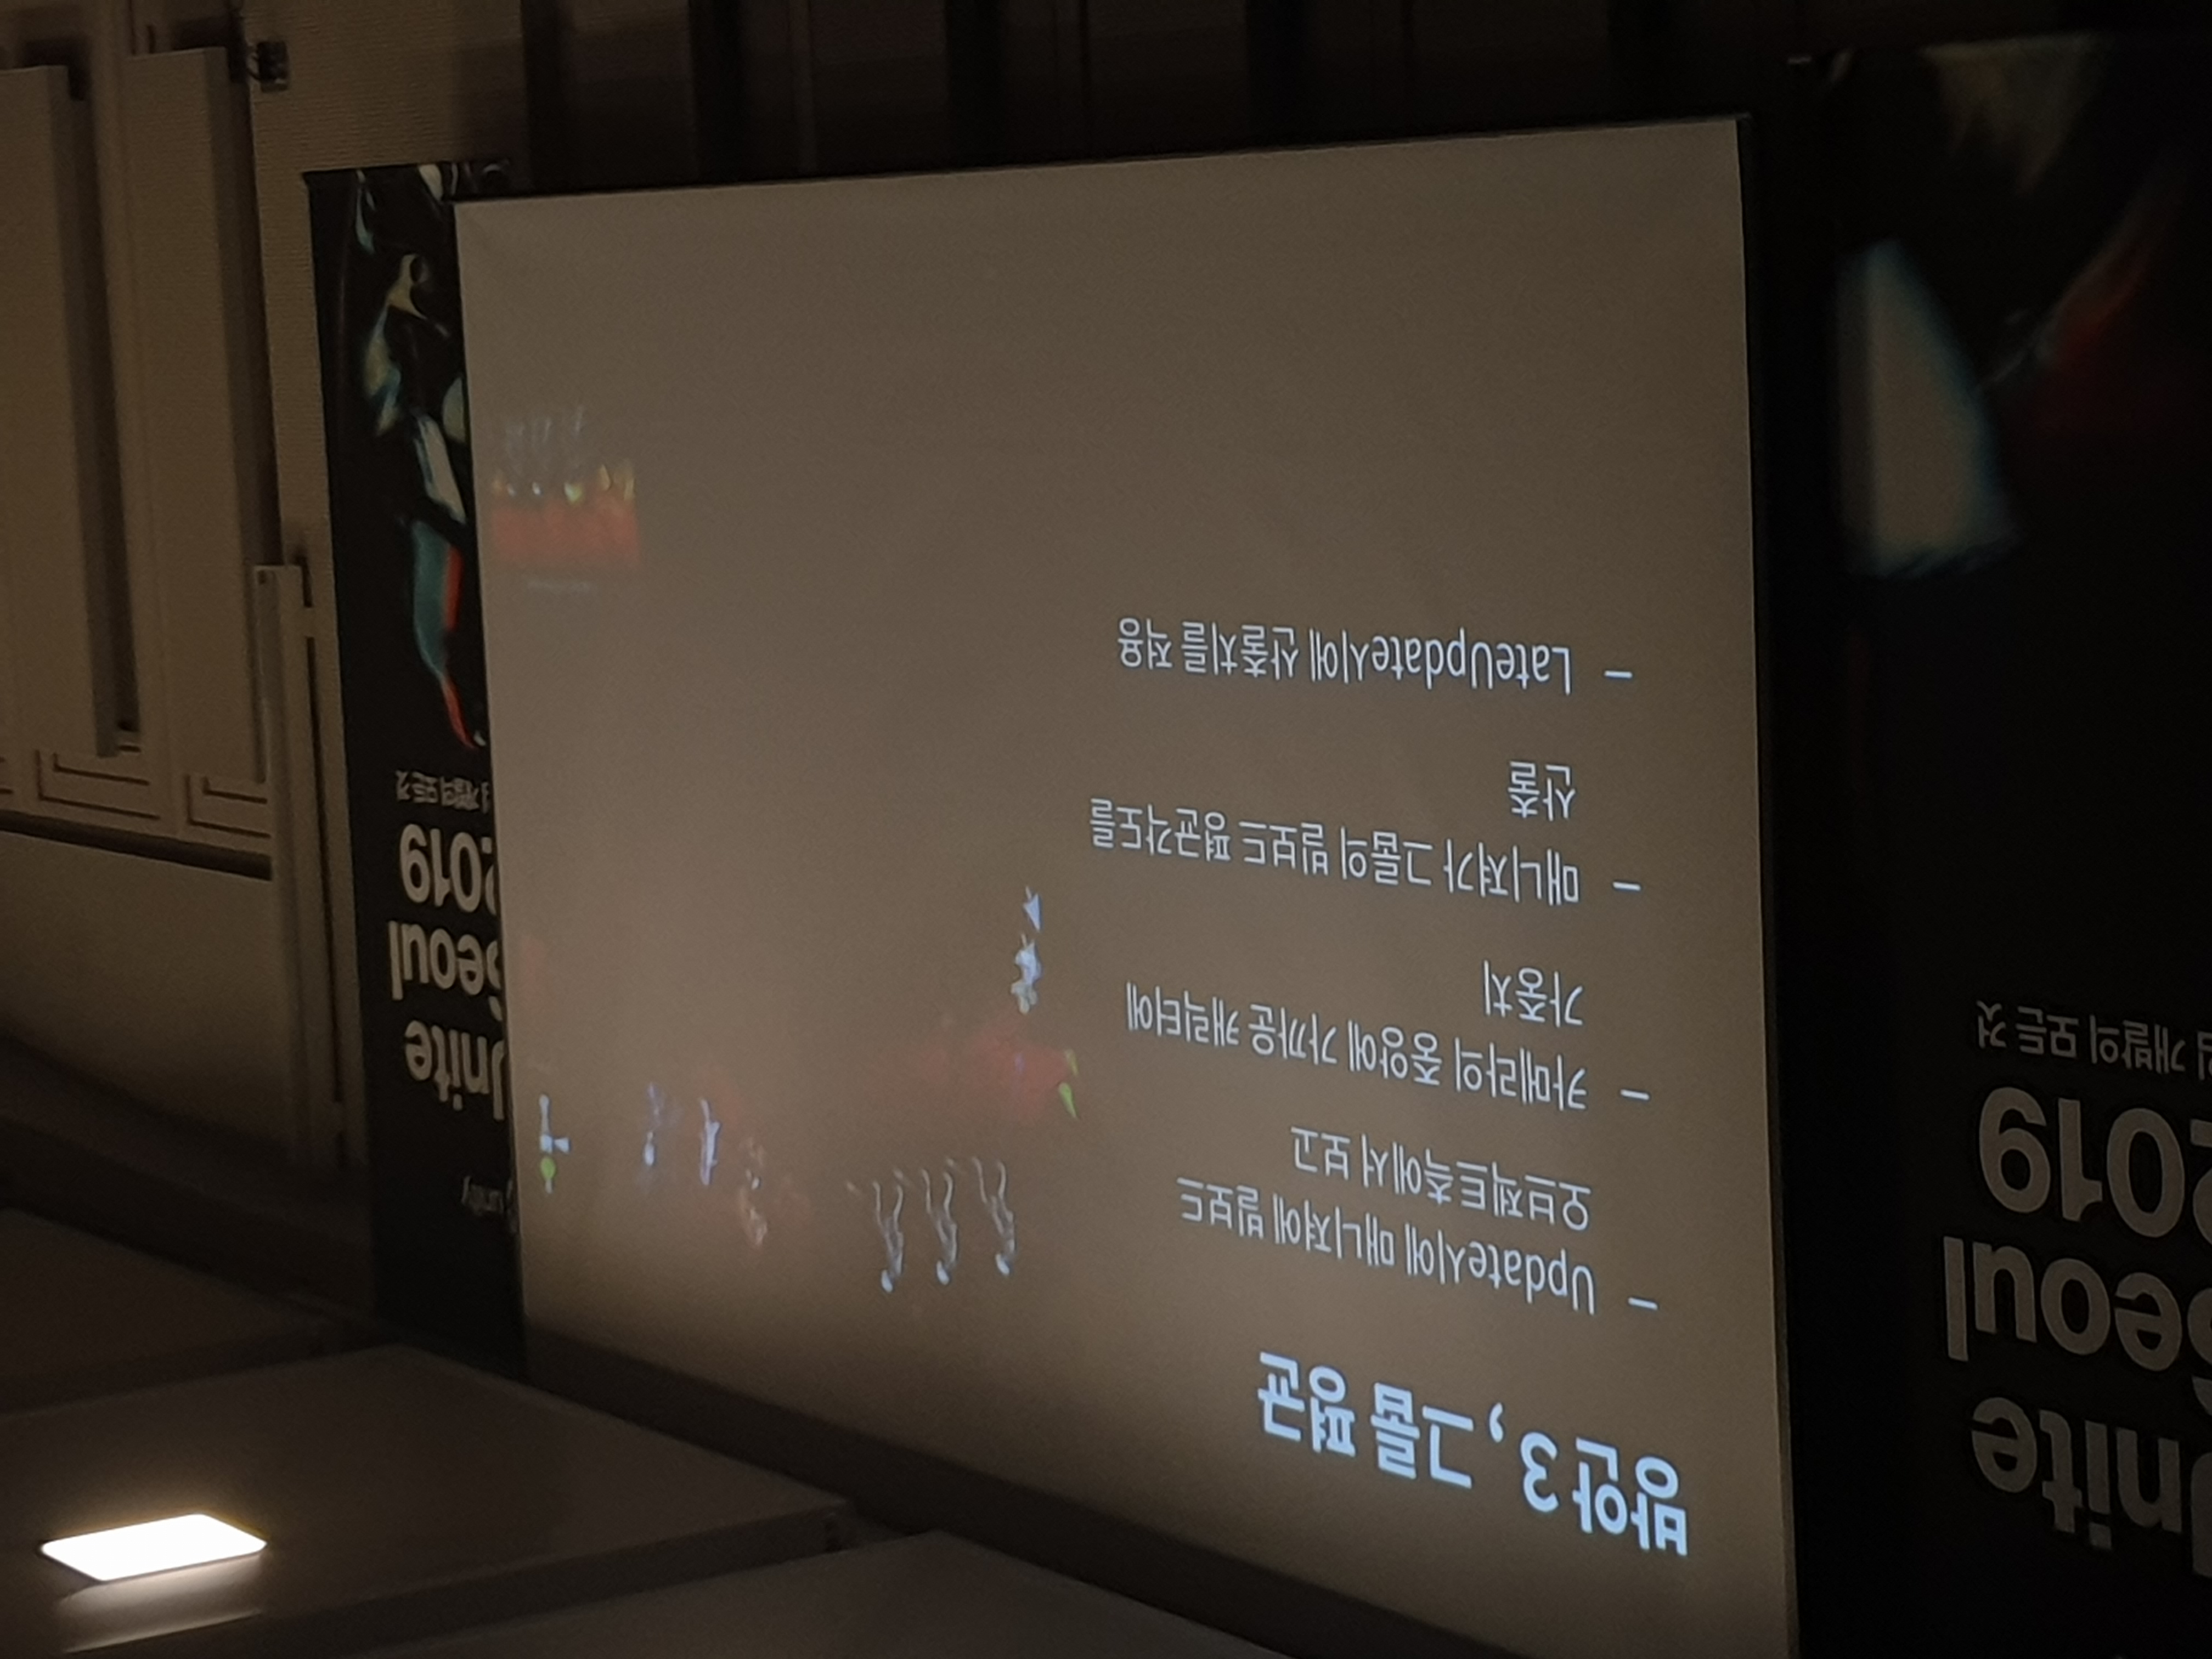 Unite
Seoul
2019
개발의 모든 것
방안 3 , 그룹 평균
– Update시에 매니져에 빌보드
오브젝트측에서 보고
– 카메라의 중앙에 가까운 캐릭터에
가중치
– 매니져가 그룹의 빌보드 평균각도를
산출
– LateUpdate시에 산출치를 적용
unity
Unite
Seoul
2019
개발의 모든 것